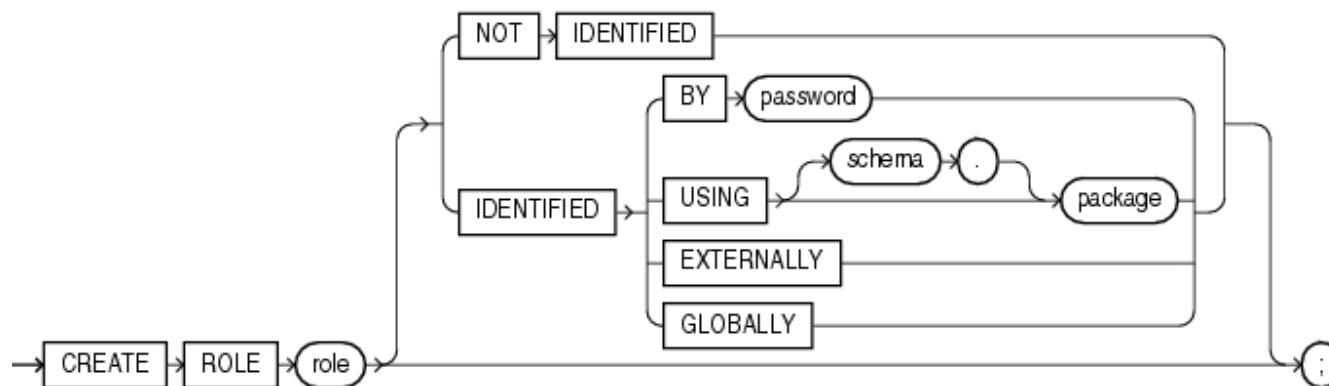 NOT IDENTIFIED
BY password
schema .
IDENTIFIED USING package
EXTERNALLY
GLOBALLY
CREATE ROLE role ;